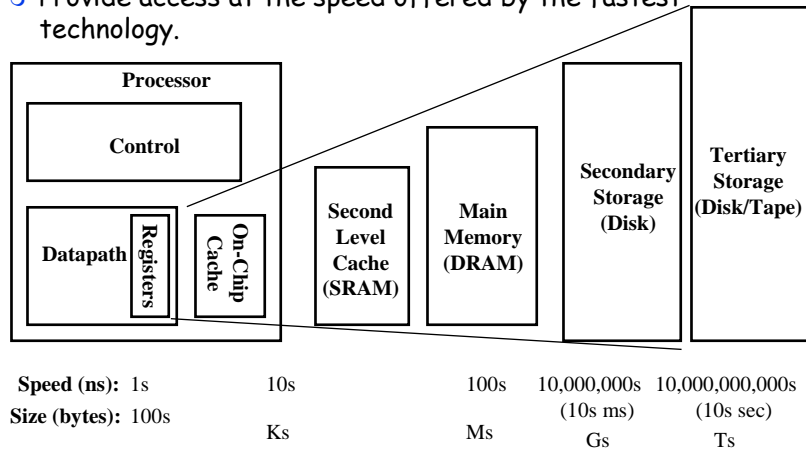 Provide access at the speed offered by the fastest
technology.
Processor
Control
Datapath
Registers
On-Chip
Cache
Second
Level
Cache
(SRAM)
Main
Memory
(DRAM)
Secondary
Storage
(Disk)
Tertiary
Storage
(Disk/Tape)
Speed (ns): 1s 10s 100s 10,000,000s 10,000,000,000s
(10s ms) (10s sec)
Size (bytes): 100s Ks Ms Gs Ts